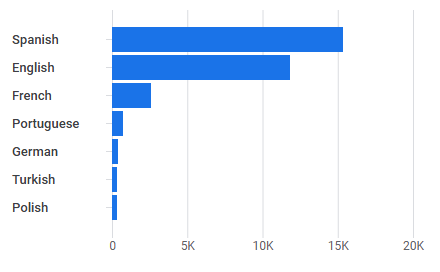 Spanish
English
French
Portuguese
German
Turkish
Polish
0 5K 10K 15K 20K